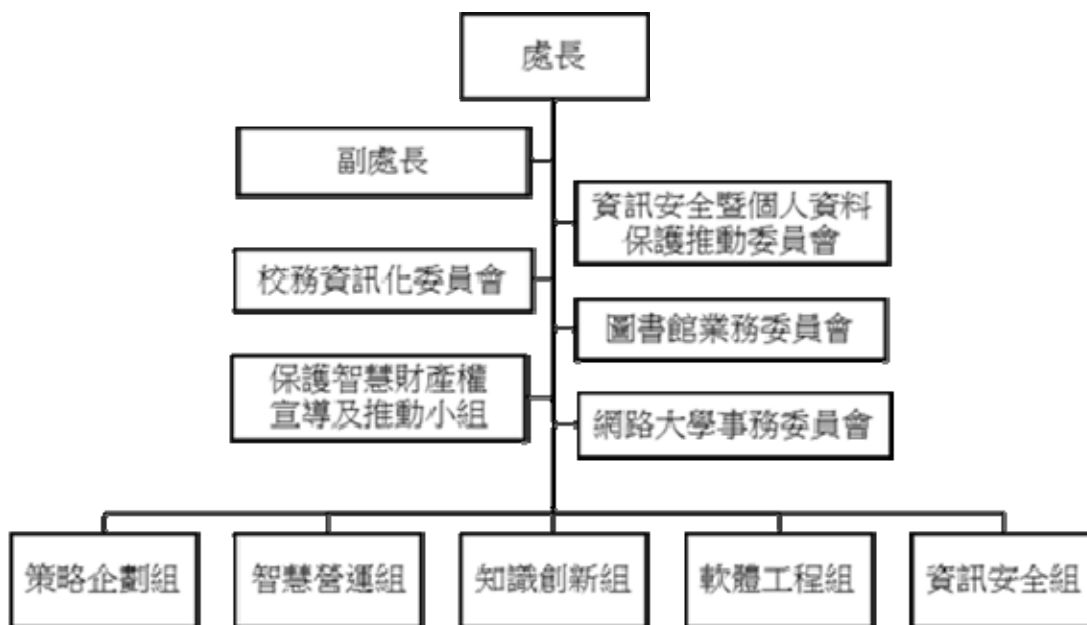 處長
副處長
資訊安全暨個人資料
保護推動委員會
校務資訊化委員會
圖書館業務委員會
保護智慧財產權
宣導及推動小組
網路大學事務委員會
策略企劃組
智慧營運組
知識創新組
軟體工程組
資訊安全組